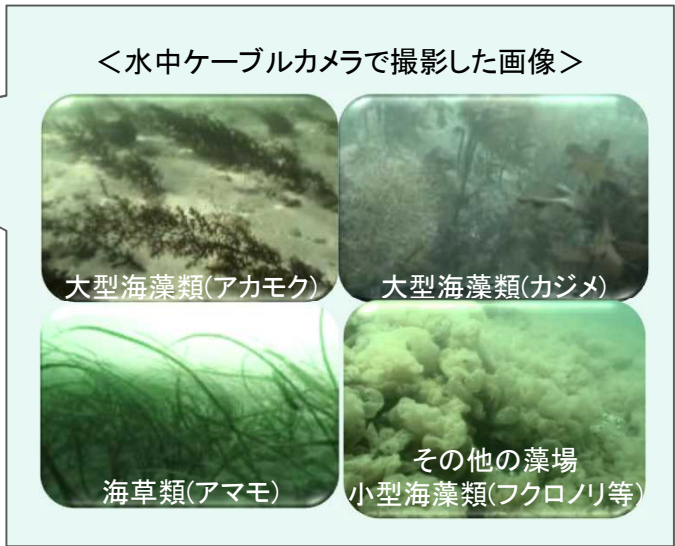 ＜水中ケーブルカメラで撮影した画像＞
大型海藻類(アカモク)
大型海藻類(カジメ)
海草類(アマモ)
その他の藻場
小型海藻類(フクロノリ等)